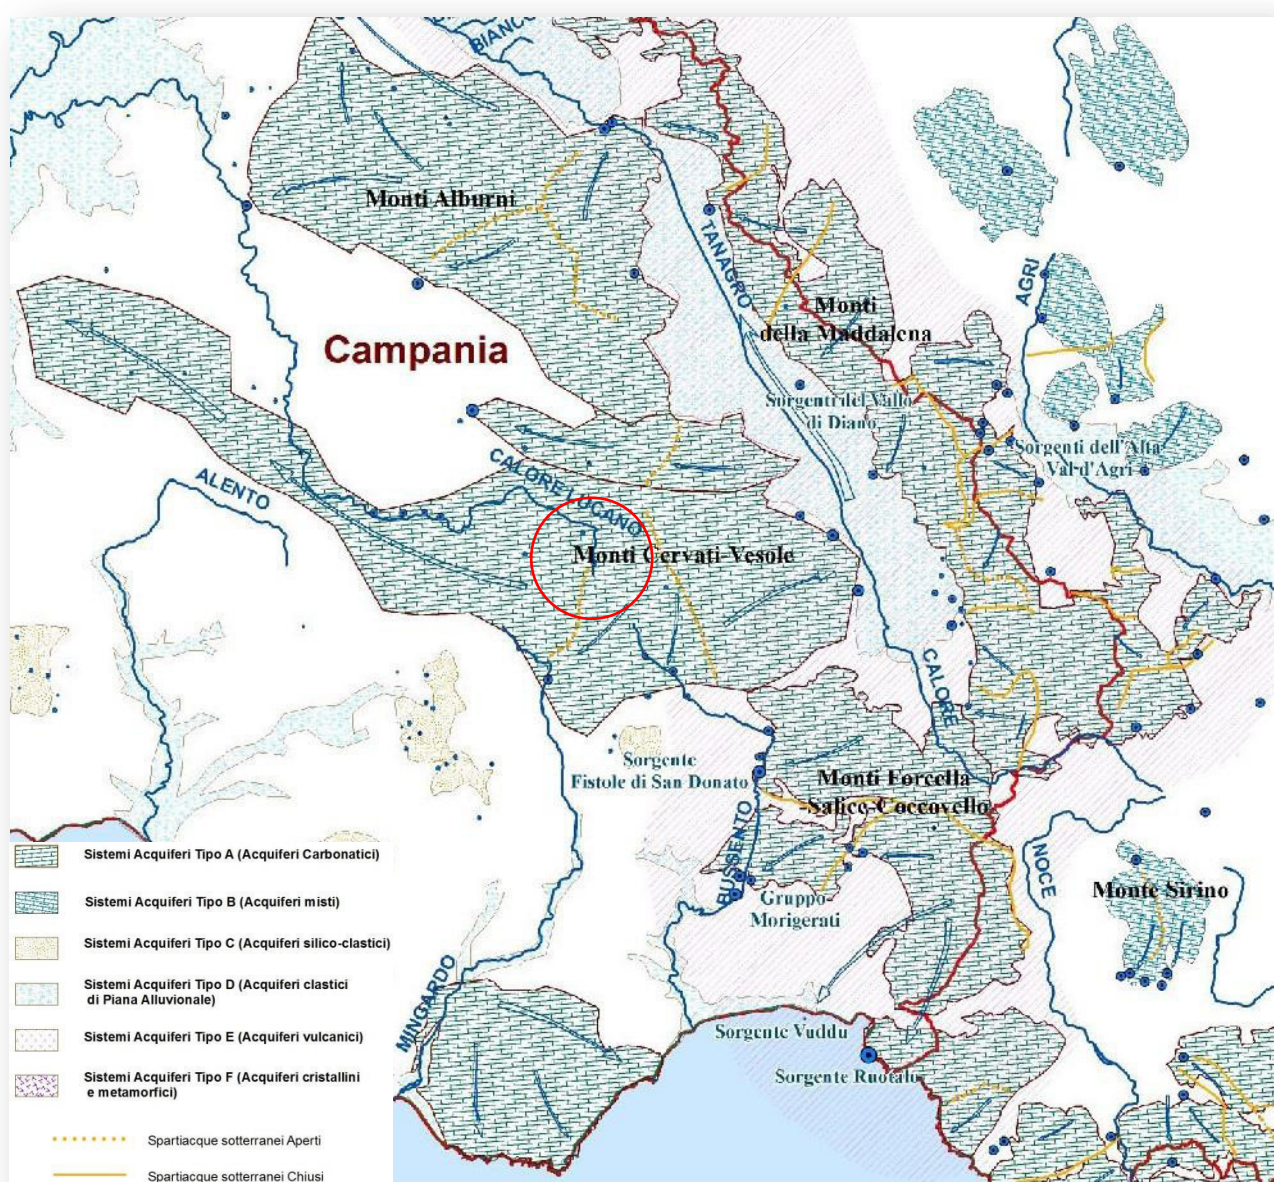 BIANCO
Monti Alburni
TANAGRO
AGRI
Monti
della Maddalena
Campania
Sorgenti del Vallo
di Diano
Sorgenti dell'Alta
Val d'Agri
ALENTO
CALORE LUCANO
Monti Cervati-Vesole
CALORE
Sorgente
Fistole di San Donato
Monti Forcella
-Salice-Coccovello
BUSSENTO
NOCE
Monte Sirino
Gruppo
Morigerati
MINGARDO
Sorgente Vuddu
Sorgente Ruotalo
Sistemi Acquiferi Tipo A (Acquiferi Carbonatici)
Sistemi Acquiferi Tipo B (Acquiferi misti)
Sistemi Acquiferi Tipo C (Acquiferi silico-clastici)
Sistemi Acquiferi Tipo D (Acquiferi clastici
di Piana Alluvionale)
Sistemi Acquiferi Tipo E (Acquiferi vulcanici)
Sistemi Acquiferi Tipo F (Acquiferi cristallini
e metamorfici)
Spartiacque sotterranei Aperti
Spartiacque sotterranei Chiusi